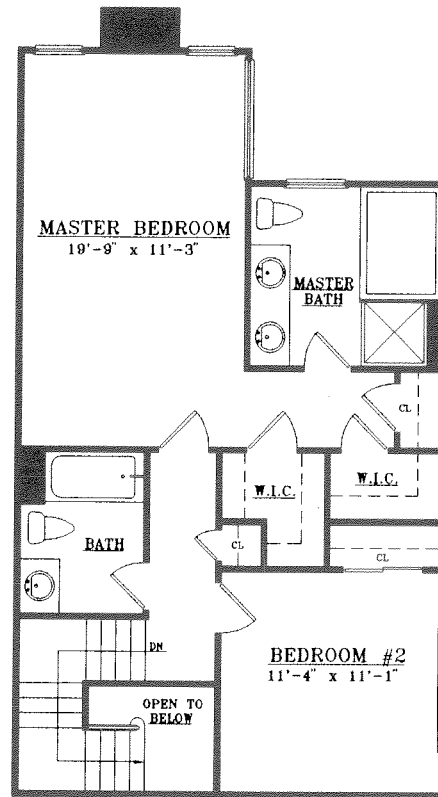 MASTER BEDROOM
19'-9" x 11'-3"
MASTER
BATH
CL
W.I.C.
W.I.C.
BATH
CL
CL
DN
BEDROOM #2
11'-4" x 11'-1"
OPEN TO
BELOW